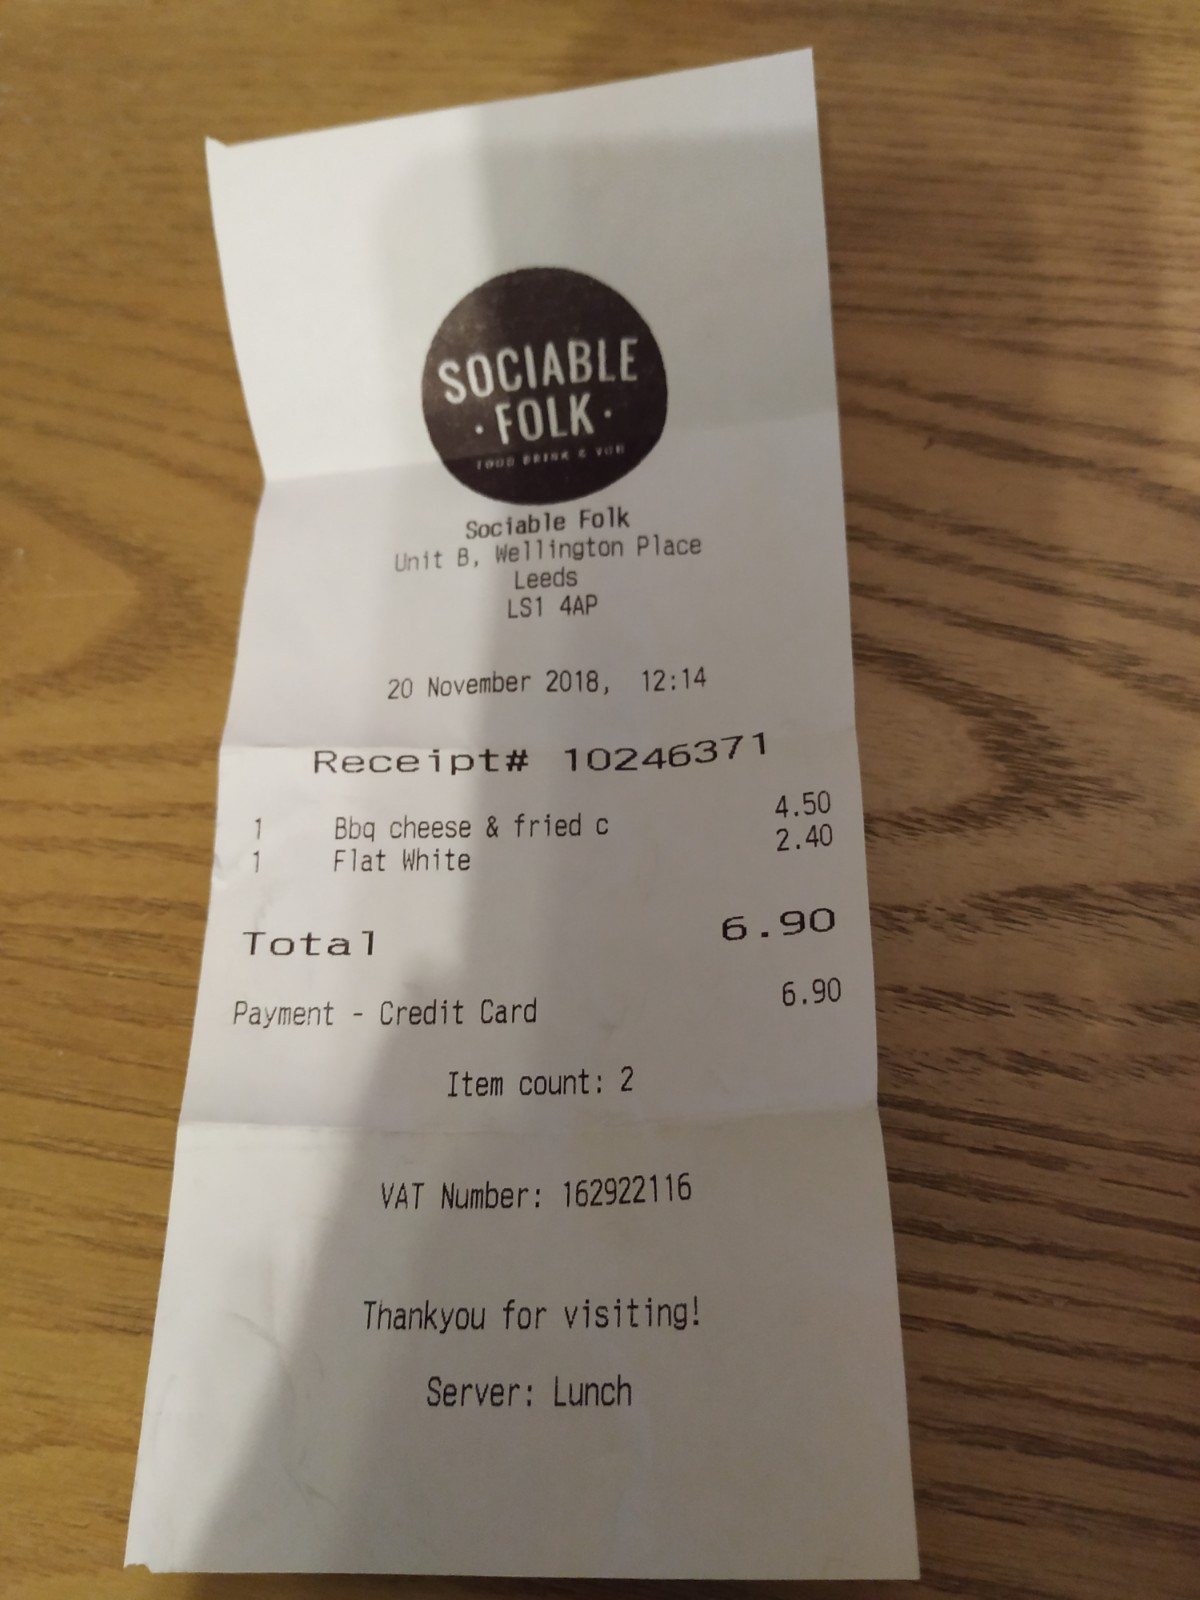 SOCIABLE
· FOLK ·
FOOD DRINK & YOU
Sociable Folk
Unit B, Wellington Place
Leeds
LS1 4AP
20 November 2018, 12:14
Receipt# 10246371
1 Bbq cheese & fried c 4.50
1 Flat White 2.40
Total 6.90
Payment - Credit Card 6.90
Item count: 2
VAT Number: 162922116
Thankyou for visiting!
Server: Lunch